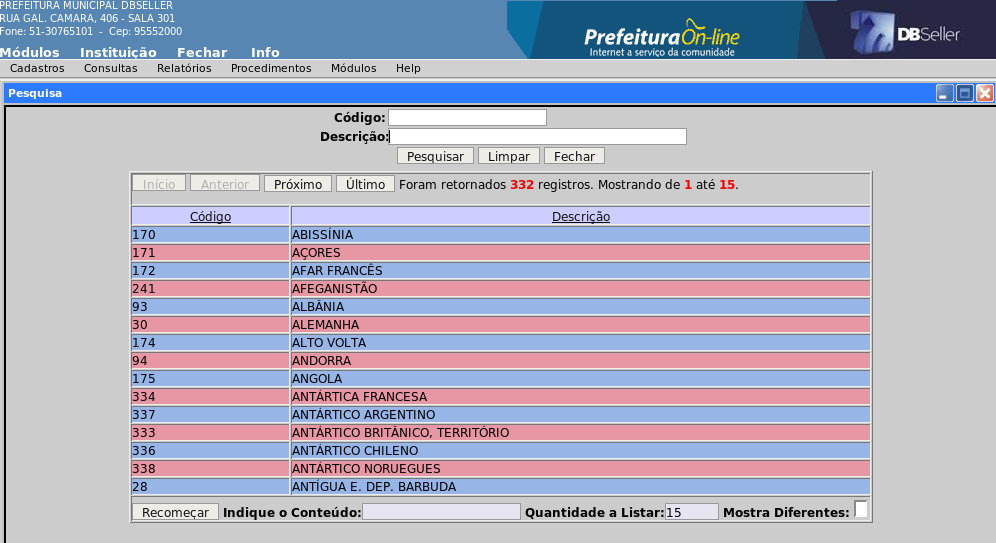 PREFEITURA MUNICIPAL DBSELLER
RUA GAL. CAMARA, 406 - SALA 301
Fone: 51-30765101 - Cep: 95552000
Prefeitura On-line
Internet a serviço da comunidade
DBSeller
Módulos Instituição Fechar Info
Cadastros Consultas Relatórios Procedimentos Módulos Help
Pesquisa
Código:
Descrição:
Pesquisar Limpar Fechar
Início Anterior Próximo Último Foram retornados 332 registros. Mostrando de 1 até 15.
Código Descrição
170 ABISSÍNIA
171 AÇORES
172 AFAR FRANCÊS
241 AFEGANISTÃO
93 ALBÂNIA
30 ALEMANHA
174 ALTO VOLTA
94 ANDORRA
175 ANGOLA
334 ANTÁRTICA FRANCESA
337 ANTÁRTICO ARGENTINO
333 ANTÁRTICO BRITÂNICO, TERRITÓRIO
336 ANTÁRTICO CHILENO
338 ANTÁRTICO NORUEGUES
28 ANTÍGUA E. DEP. BARBUDA
Recomeçar Indique o Conteúdo: Quantidade a Listar: 15 Mostra Diferentes: